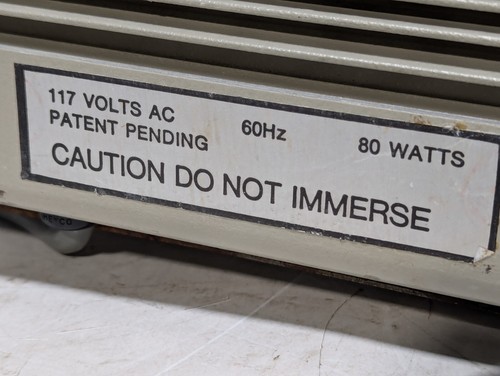 117 VOLTS AC 60Hz 80 WATTS
PATENT PENDING
CAUTION DO NOT IMMERSE